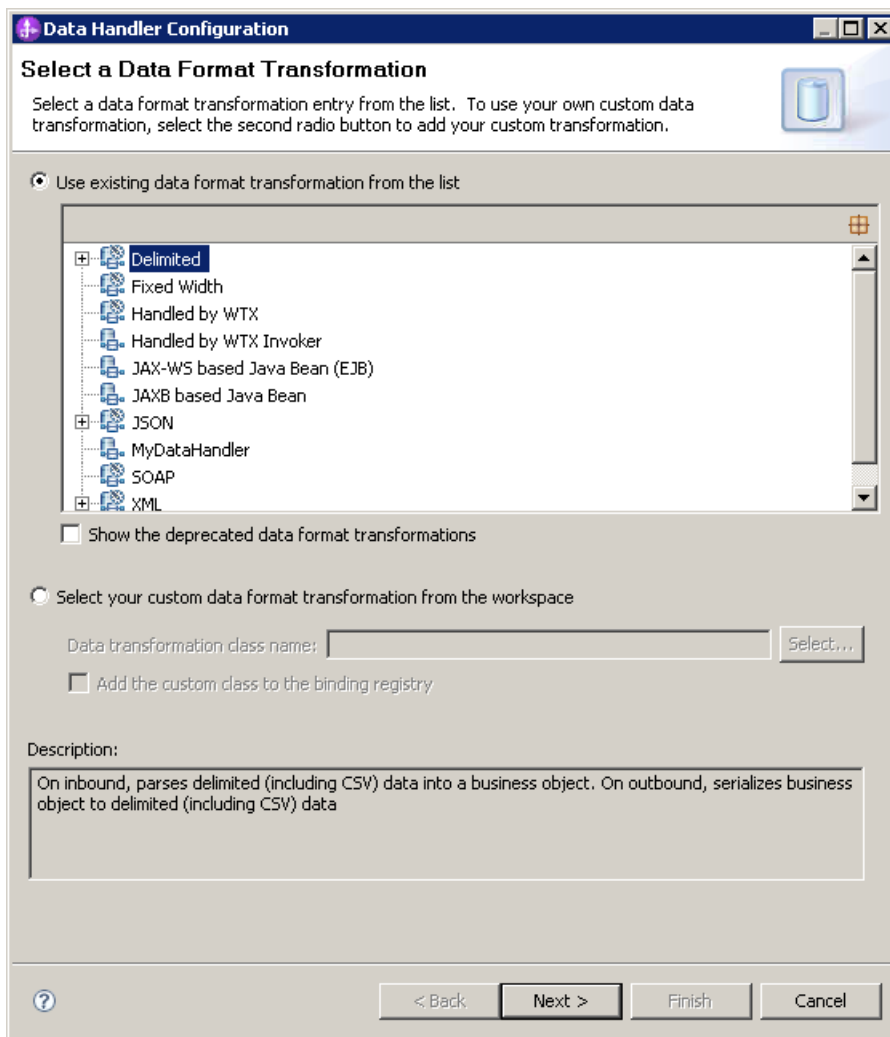 Data Handler Configuration
Select a Data Format Transformation
Select a data format transformation entry from the list. To use your own custom data
transformation, select the second radio button to add your custom transformation.
Use existing data format transformation from the list
Delimited
Fixed Width
Handled by WTX
Handled by WTX Invoker
JAX-WS based Java Bean (EJB)
JAXB based Java Bean
JSON
MyDataHandler
SOAP
XML
Show the deprecated data format transformations
Select your custom data format transformation from the workspace
Data transformation class name:
Select...
Add the custom class to the binding registry
Description:
On inbound, parses delimited (including CSV) data into a business object. On outbound, serializes business
object to delimited (including CSV) data
< Back
Next >
Finish
Cancel